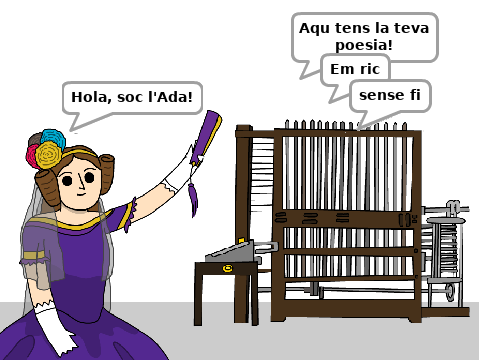 Hola, soc l'Ada!
Aqu tens la teva
poesia!
Em ric
sense fi